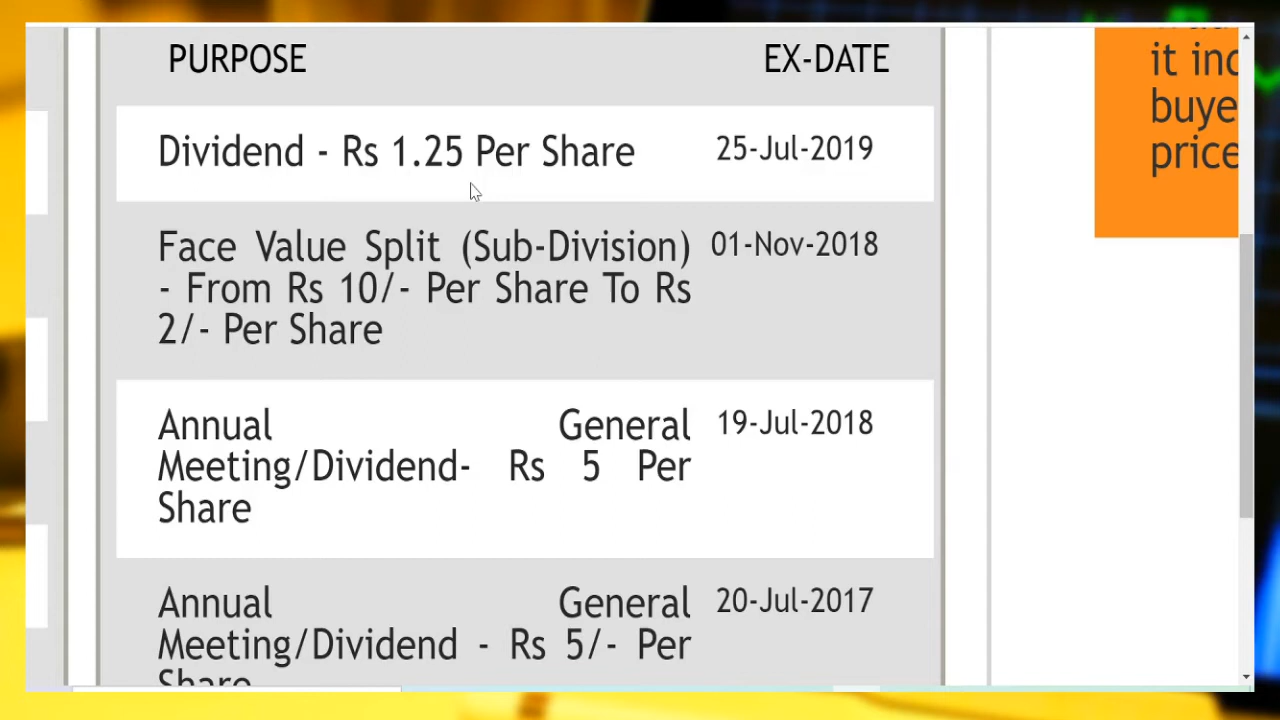 PURPOSE EX-DATE
Dividend - Rs 1.25 Per Share 25-Jul-2019
Face Value Split (Sub-Division) 01-Nov-2018
- From Rs 10/- Per Share To Rs
2/- Per Share
Annual General 19-Jul-2018
Meeting/Dividend- Rs 5 Per
Share
Annual General 20-Jul-2017
Meeting/Dividend - Rs 5/- Per
Share
it inc
buye
price